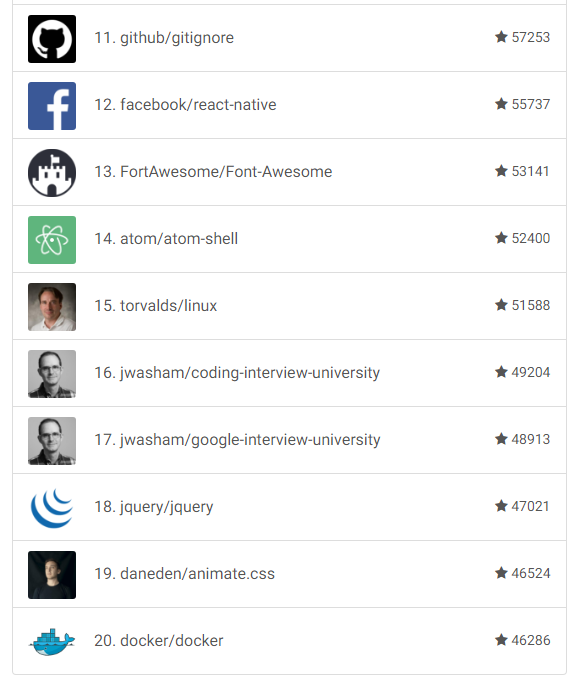 11. github/gitignore ★ 57253
12. facebook/react-native ★ 55737
13. FortAwesome/Font-Awesome ★ 53141
14. atom/atom-shell ★ 52400
15. torvalds/linux ★ 51588
16. jwasham/coding-interview-university ★ 49204
17. jwasham/google-interview-university ★ 48913
18. jquery/jquery ★ 47021
19. daneden/animate.css ★ 46524
20. docker/docker ★ 46286